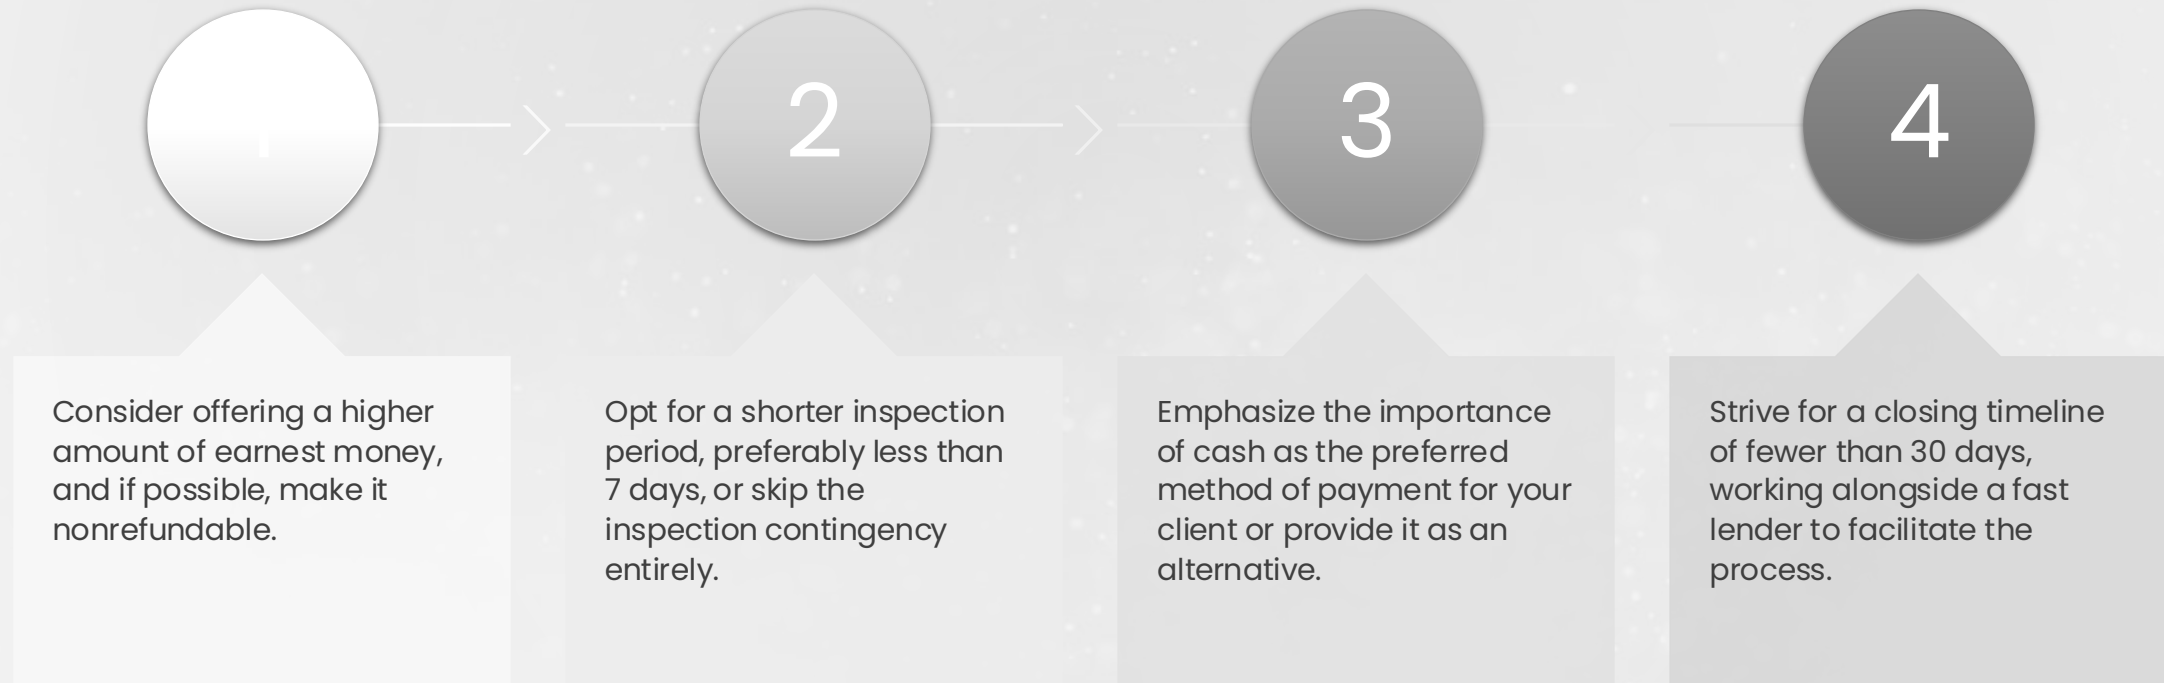 1
Consider offering a higher
amount of earnest money,
and if possible, make it
nonrefundable.
2
Opt for a shorter inspection
period, preferably less than
7 days, or skip the
inspection contingency
entirely.
3
Emphasize the importance
of cash as the preferred
method of payment for your
client or provide it as an
alternative.
4
Strive for a closing timeline
of fewer than 30 days,
working alongside a fast
lender to facilitate the
process.